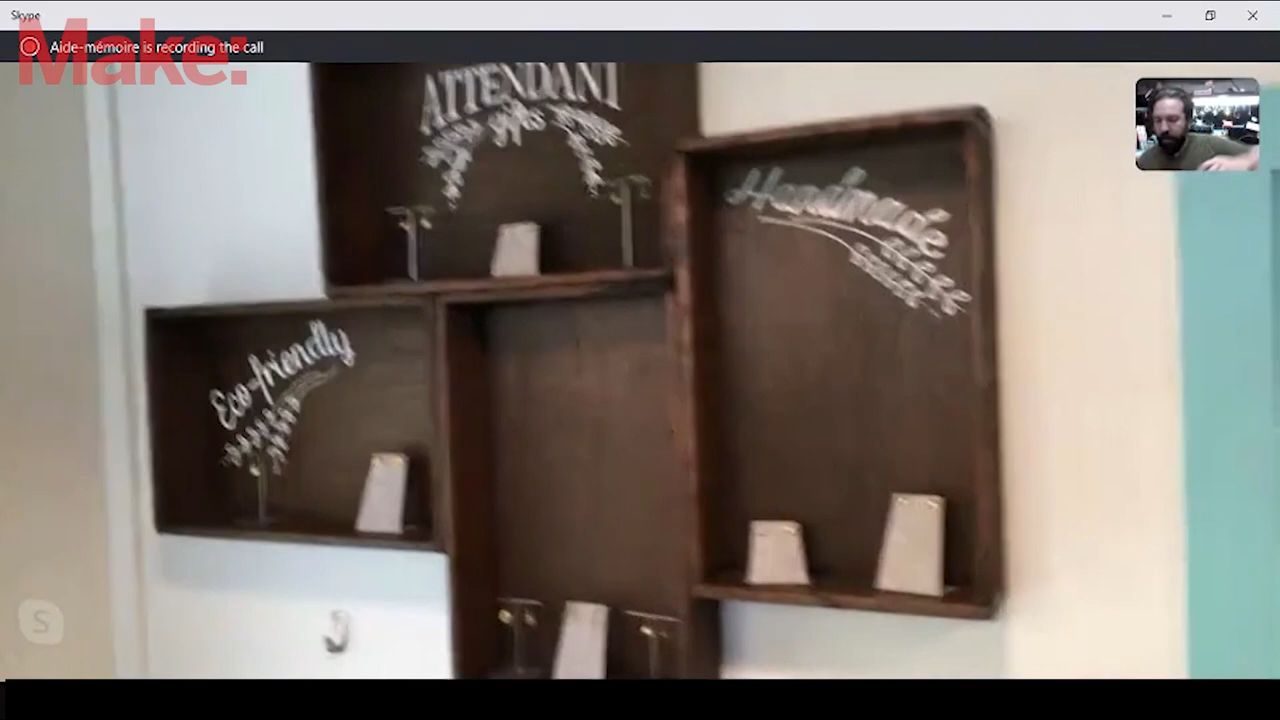 Skype
Aide-mémoire is recording the call
Make:
ATTENDANT
Handmade
Eco-friendly
S